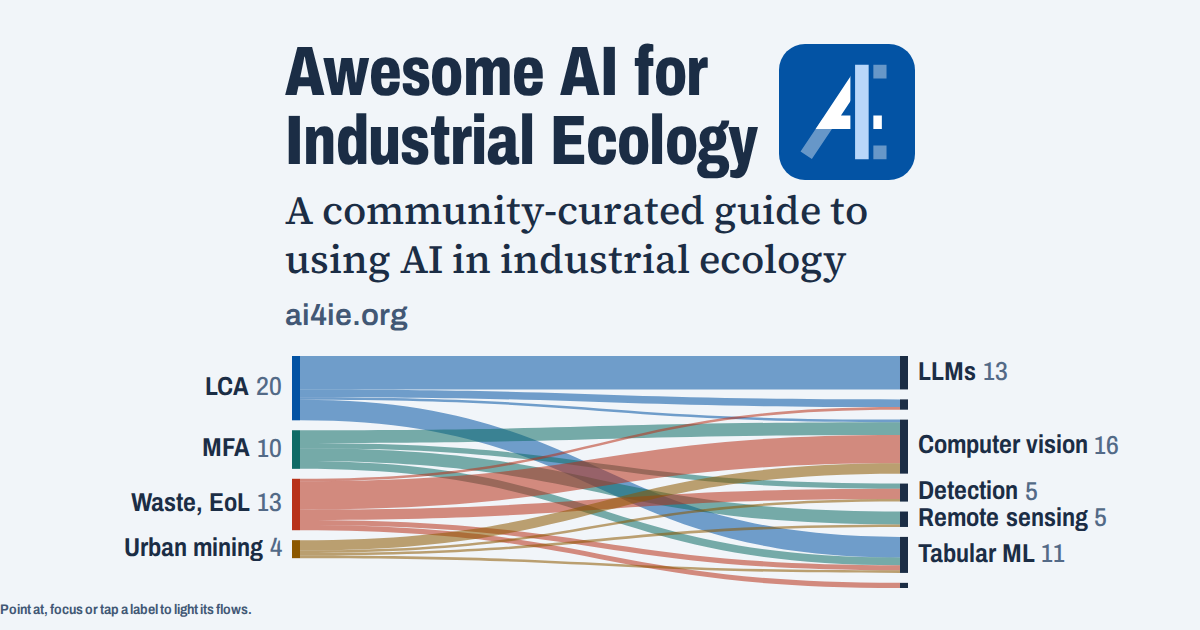 Awesome AI for
Industrial Ecology
A community-curated guide to
using AI in industrial ecology
ai4ie.org
LCA 20
MFA 10
Waste, EoL 13
Urban mining 4
LLMs 13
Computer vision 16
Detection 5
Remote sensing 5
Tabular ML 11
Point at, focus or tap a label to light its flows.